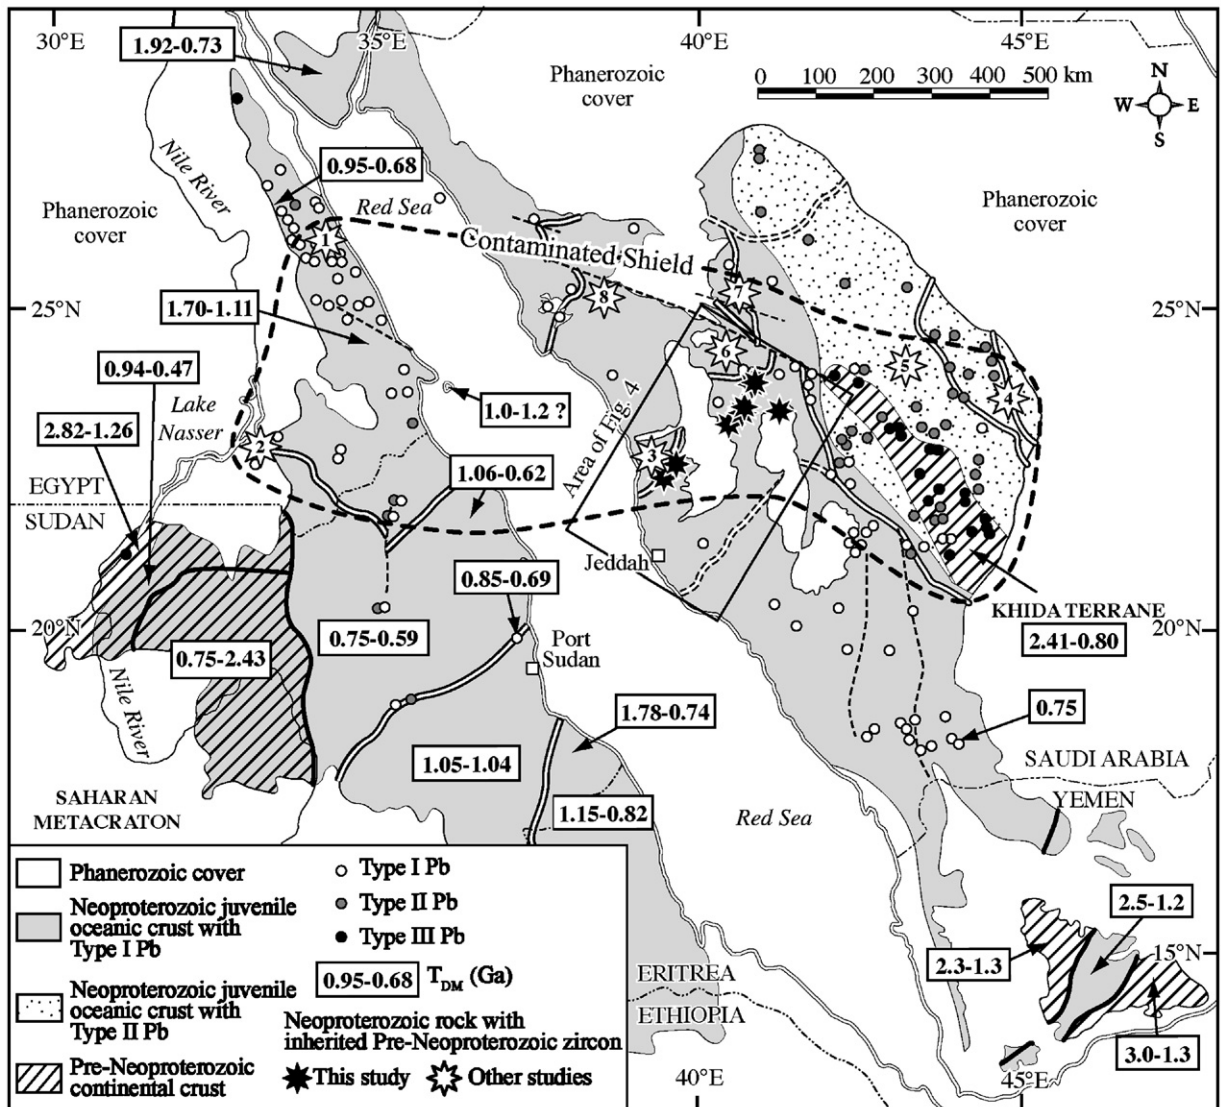 30°E
35°E
40°E
45°E
1.92-0.73
Phanerozoic
cover
0 100 200 300 400 500 km
N
W E
S
Nile River
0.95-0.68
Red Sea
Phanerozoic
cover
Phanerozoic
cover
1
Contaminated Shield
8
7
25°N
25°N
1.70-1.11
6
5
4
0.94-0.47
Lake
Nasser
1.0-1.2 ?
Area of Fig. 4
2.82-1.26
2
3
1.06-0.62
EGYPT
SUDAN
Jeddah
0.85-0.69
KHIDA TERRANE
2.41-0.80
20°N
20°N
0.75-0.59
Port
Sudan
0.75-2.43
Nile River
1.78-0.74
0.75
1.05-1.04
SAUDI ARABIA
YEMEN
SAHARAN
METACRATON
1.15-0.82
Red Sea
Phanerozoic cover
Neoproterozoic juvenile
oceanic crust with
Type I Pb
Neoproterozoic juvenile
oceanic crust with
Type II Pb
Pre-Neoproterozoic
continental crust
Type I Pb
Type II Pb
Type III Pb
0.95-0.68 TDM (Ga)
Neoproterozoic rock with
inherited Pre-Neoproterozoic zircon
This study Other studies
2.5-1.2
2.3-1.3
15°N
ERITREA
ETHIOPIA
3.0-1.3
40°E
45°E